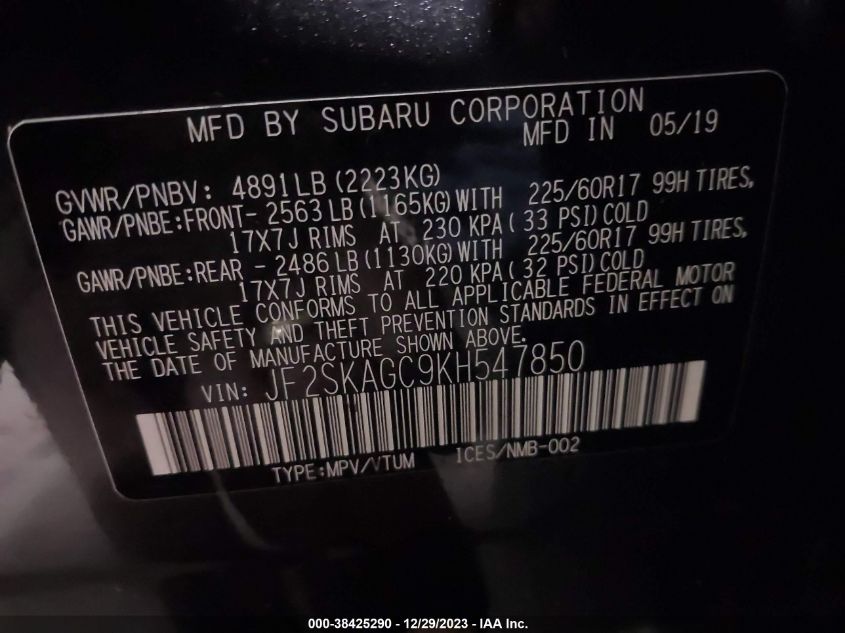 MFD BY SUBARU CORPORATION
MFD IN 05/19
GVWR/PNBV: 4891LB (2223KG)
GAWR/PNBE:FRONT- 2563 LB (1165KG) WITH 225/60R17 99H TIRES,
17X7J RIMS AT 230 KPA ( 33 PSI) COLD
GAWR/PNBE:REAR - 2486 LB (1130KG) WITH 225/60R17 99H TIRES,
17X7J RIMS AT 220 KPA ( 32 PSI) COLD
THIS VEHICLE CONFORMS TO ALL APPLICABLE FEDERAL MOTOR
VEHICLE SAFETY AND THEFT PREVENTION STANDARDS IN EFFECT ON
THE DATE OF MANUFACTURE SHOWN ABOVE.
VIN: JF2SKAGC9KH547850
TYPE:MPV/VTUM ICES/NMB-002
000-38425290 - 12/29/2023 - IAA Inc.